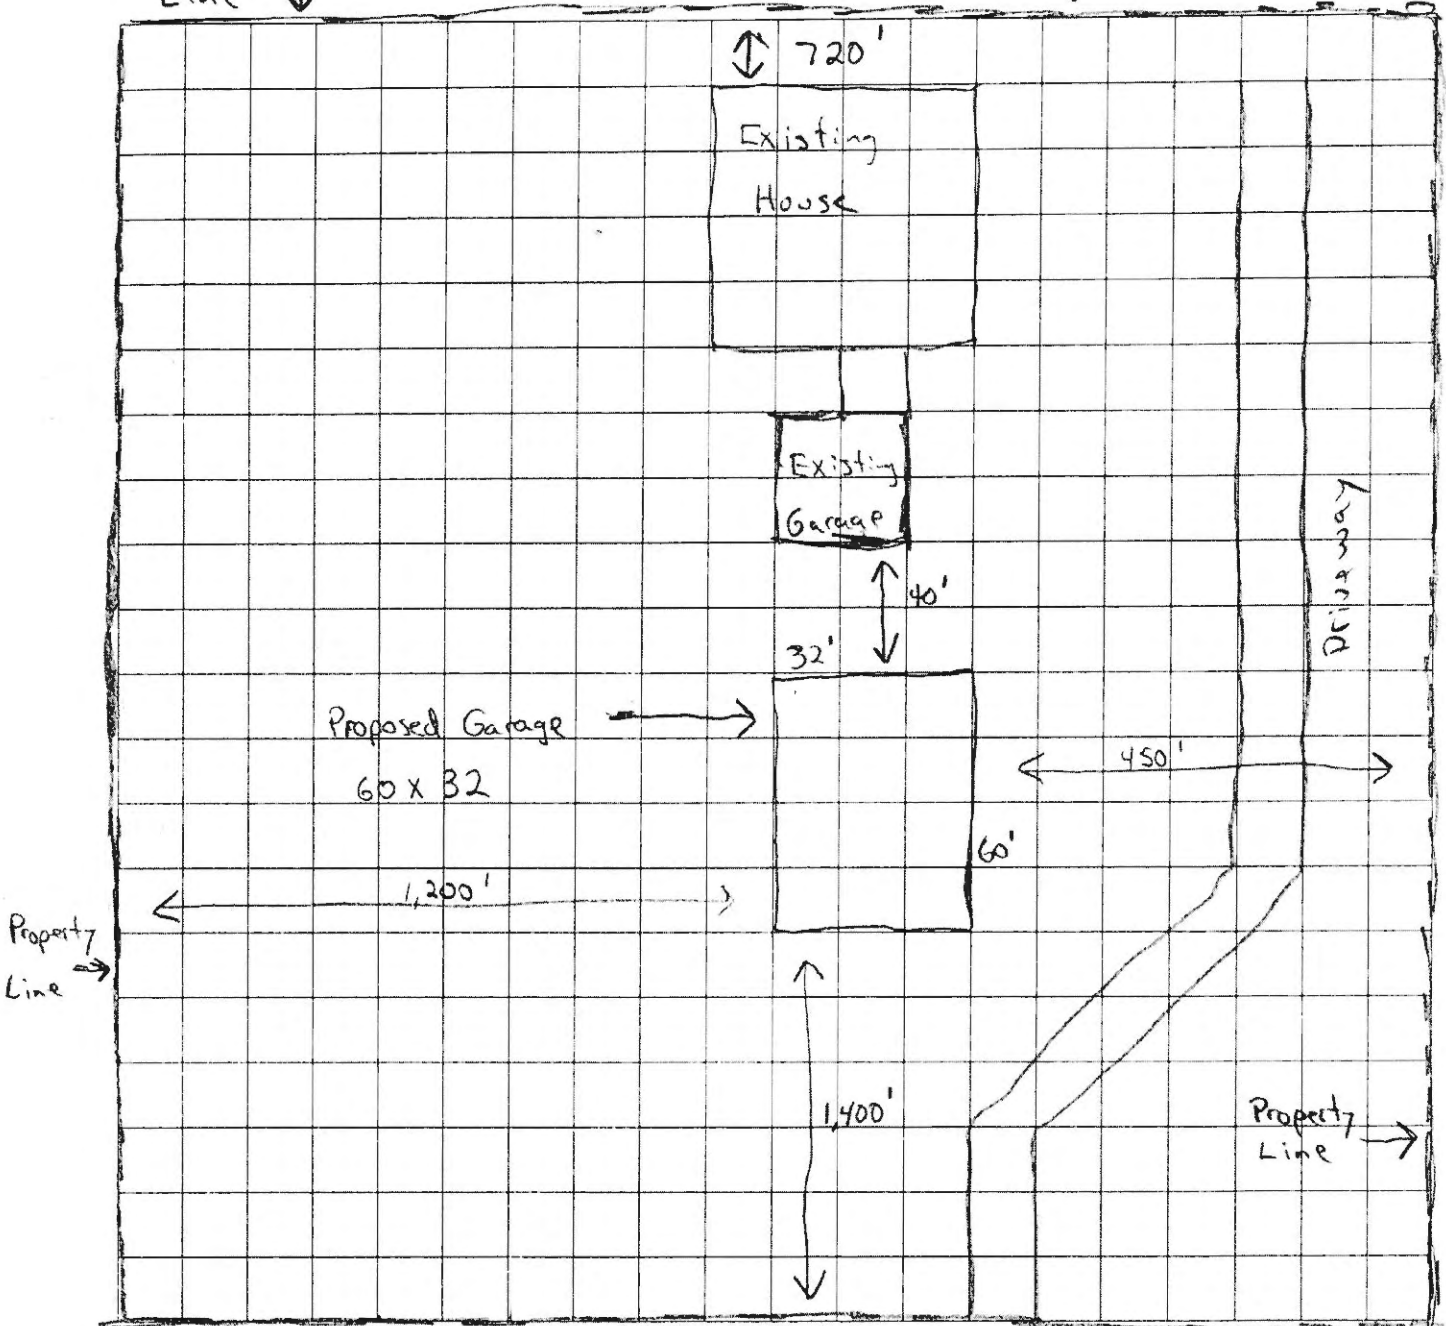 Line
720'
Existing
House
Existing
Garage
40'
32'
Driveway
Proposed Garage
60 x 32
450'
60'
1,200'
Property
Line
1,400'
Property
Line